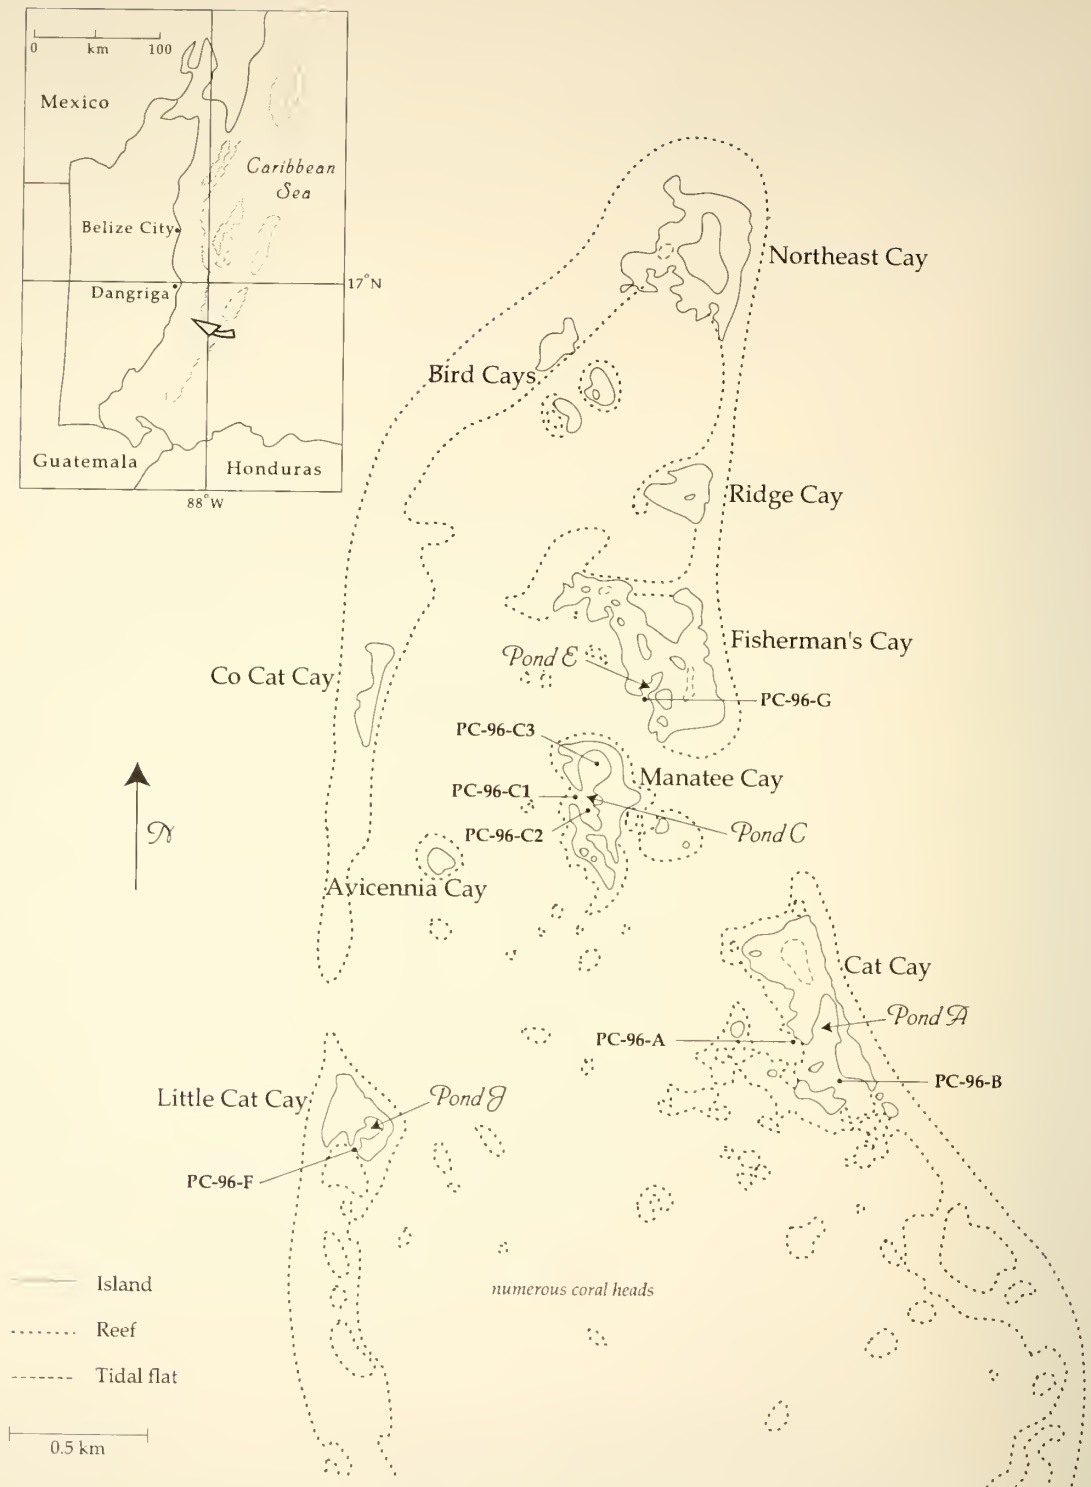 0 km 100
Mexico
Caribbean
Sea
Belize City
17°N
Dangriga
Guatemala
Honduras
88°W
Northeast Cay
Bird Cays
Ridge Cay
Fisherman's Cay
Pond E
Co Cat Cay
PC-96-G
PC-96-C3
Manatee Cay
PC-96-C1
PC-96-C2
Pond C
N
Avicennia Cay
Cat Cay
Pond A
PC-96-A
PC-96-B
Little Cat Cay
Pond J
PC-96-F
numerous coral heads
Island
Reef
Tidal flat
0.5 km